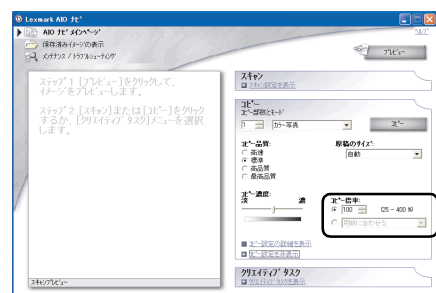 Lexmark AIO ﾅﾋﾞ
AIO ﾅﾋﾞ ﾒｲﾝﾍﾟｰｼﾞ
ヘルプ
保存済みイメージの表示
メンテナンス / トラブルシューティング
プレビュー
ステップ 1 [プレビュー]をクリックして、
イメージをプレビューします。
ステップ 2 [スキャン]または[コピー]をクリック
するか、[クリエイティブ タスク]メニューを選択
します。
スキャン
スキャン設定を表示
コピー
コピー部数とモード
1 カラー写真 コピー
コピー品質: 原稿のサイズ:
高速 自動
標準
高品質
最高品質
コピー濃度: コピー倍率:
淡 濃 100 (25 - 400 %)
用紙に合わせる
コピー設定の詳細を表示
コピー設定を非表示
クリエイティブ タスク
クリエイティブ タスクを表示
スキャンプレビュー